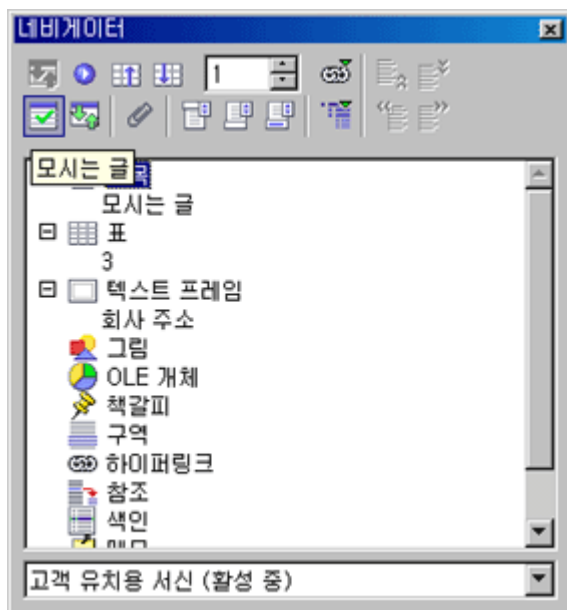 네비게이터
1
모시는 글
모시는 글
표
3
텍스트 프레임
회사 주소
그림
OLE 개체
책갈피
구역
하이퍼링크
참조
색인
고객 유치용 서신 (활성 중)